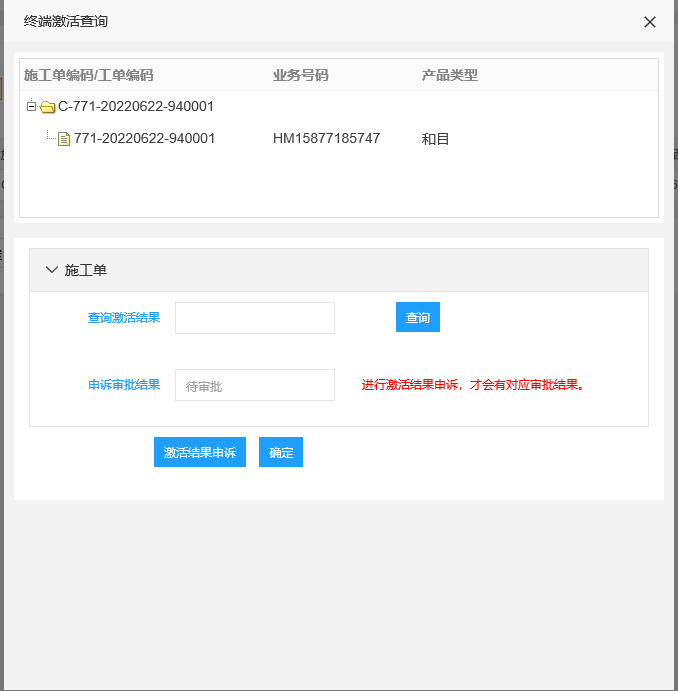 终端激活查询
施工单编码/工单编码 业务号码 产品类型
C-771-20220622-940001
771-20220622-940001 HM15877185747 和目
施工单
查询激活结果 查询
申诉审批结果 待审批 进行激活结果申诉，才会有对应审批结果。
激活结果申诉 确定